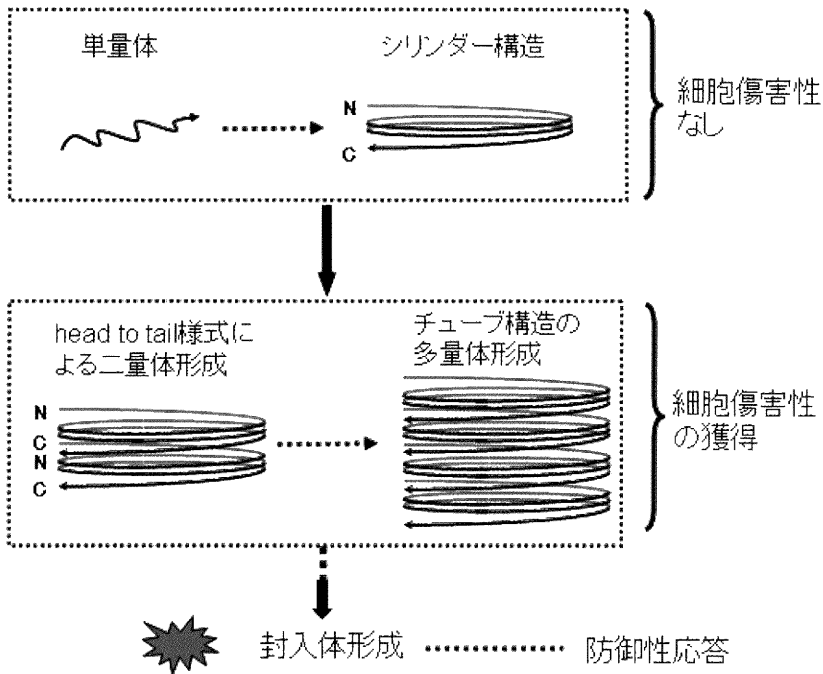 単量体
シリンダー構造
N
C
細胞傷害性
なし
head to tail様式に
よる二量体形成
チューブ構造の
多量体形成
N
C
N
C
細胞傷害性
の獲得
封入体形成
防御性応答